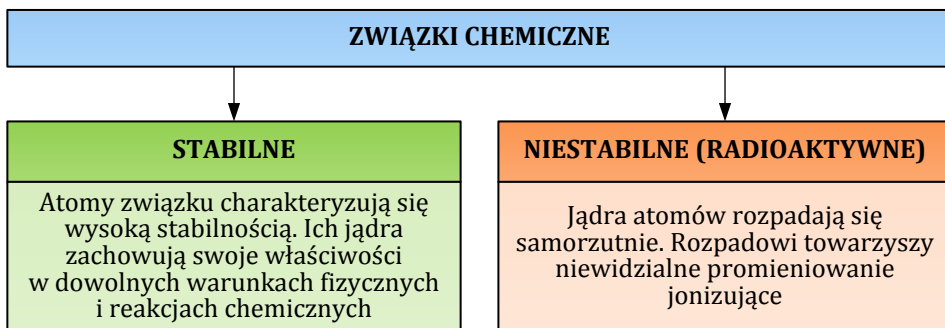 ZWIĄZKI CHEMICZNE
STABILNE
Atomy związku charakteryzują się
wysoką stabilnością. Ich jądra
zachowują swoje właściwości
w dowolnych warunkach fizycznych
i reakcjach chemicznych
NIESTABILNE (RADIOAKTYWNE)
Jądra atomów rozpadają się
samorzutnie. Rozpadowi towarzyszy
niewidzialne promieniowanie
jonizujące